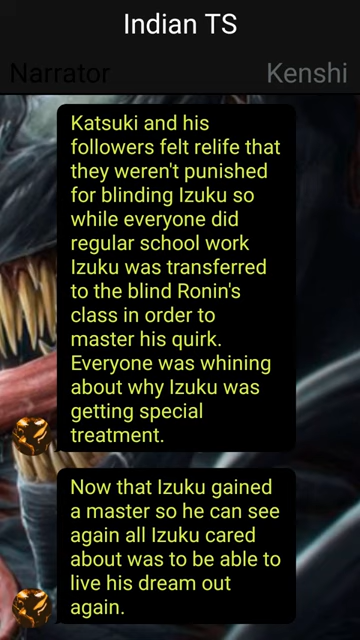 Indian TS
Narrator
Kenshi
Katsuki and his
followers felt relife that
they weren't punished
for blinding Izuku so
while everyone did
regular school work
Izuku was transferred
to the blind Ronin's
class in order to
master his quirk.
Everyone was whining
about why Izuku was
getting special
treatment.
Now that Izuku gained
a master so he can see
again all Izuku cared
about was to be able to
live his dream out
again.